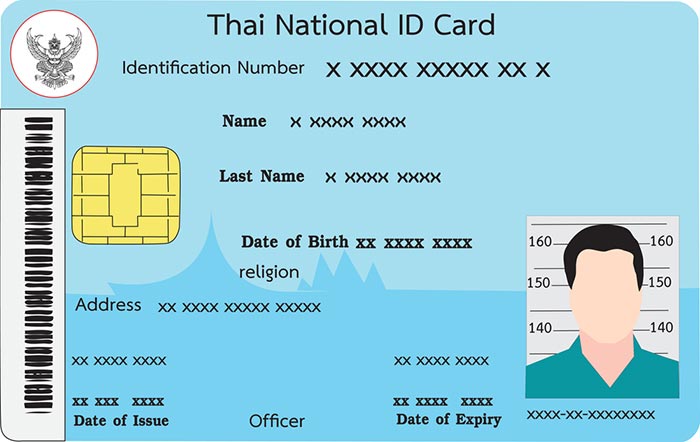 Thai National ID Card
Identification Number X XXXX XXXXX XX X
Name X XXXX XXXX
Last Name X XXXX XXXX
Date of Birth XX XXXX XXXX
religion
Address XX XXXX XXXXX XXXXX
160 160
150 150
140 140
XX XXXX XXXX XX XXXX XXXX
XX XXX XXXX XX XXXX XXXX
Date of Issue Officer Date of Expiry XXXX-XX-XXXXXXXX